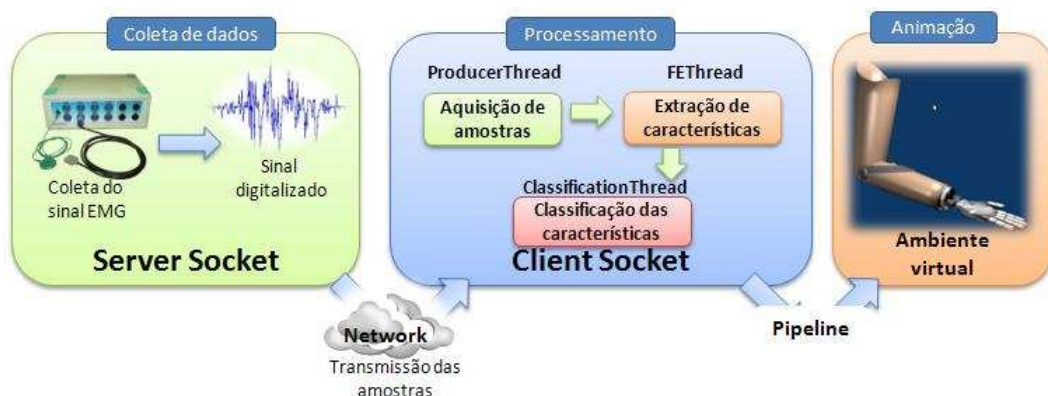 Coleta de dados
Coleta do
sinal EMG
Sinal
digitalizado
Server Socket
Network
Transmissão das
amostras
Processamento
ProducerThread
Aquisição de
amostras
FEThread
Extração de
características
ClassificationThread
Classificação das
características
Client Socket
Pipeline
Animação
Ambiente
virtual